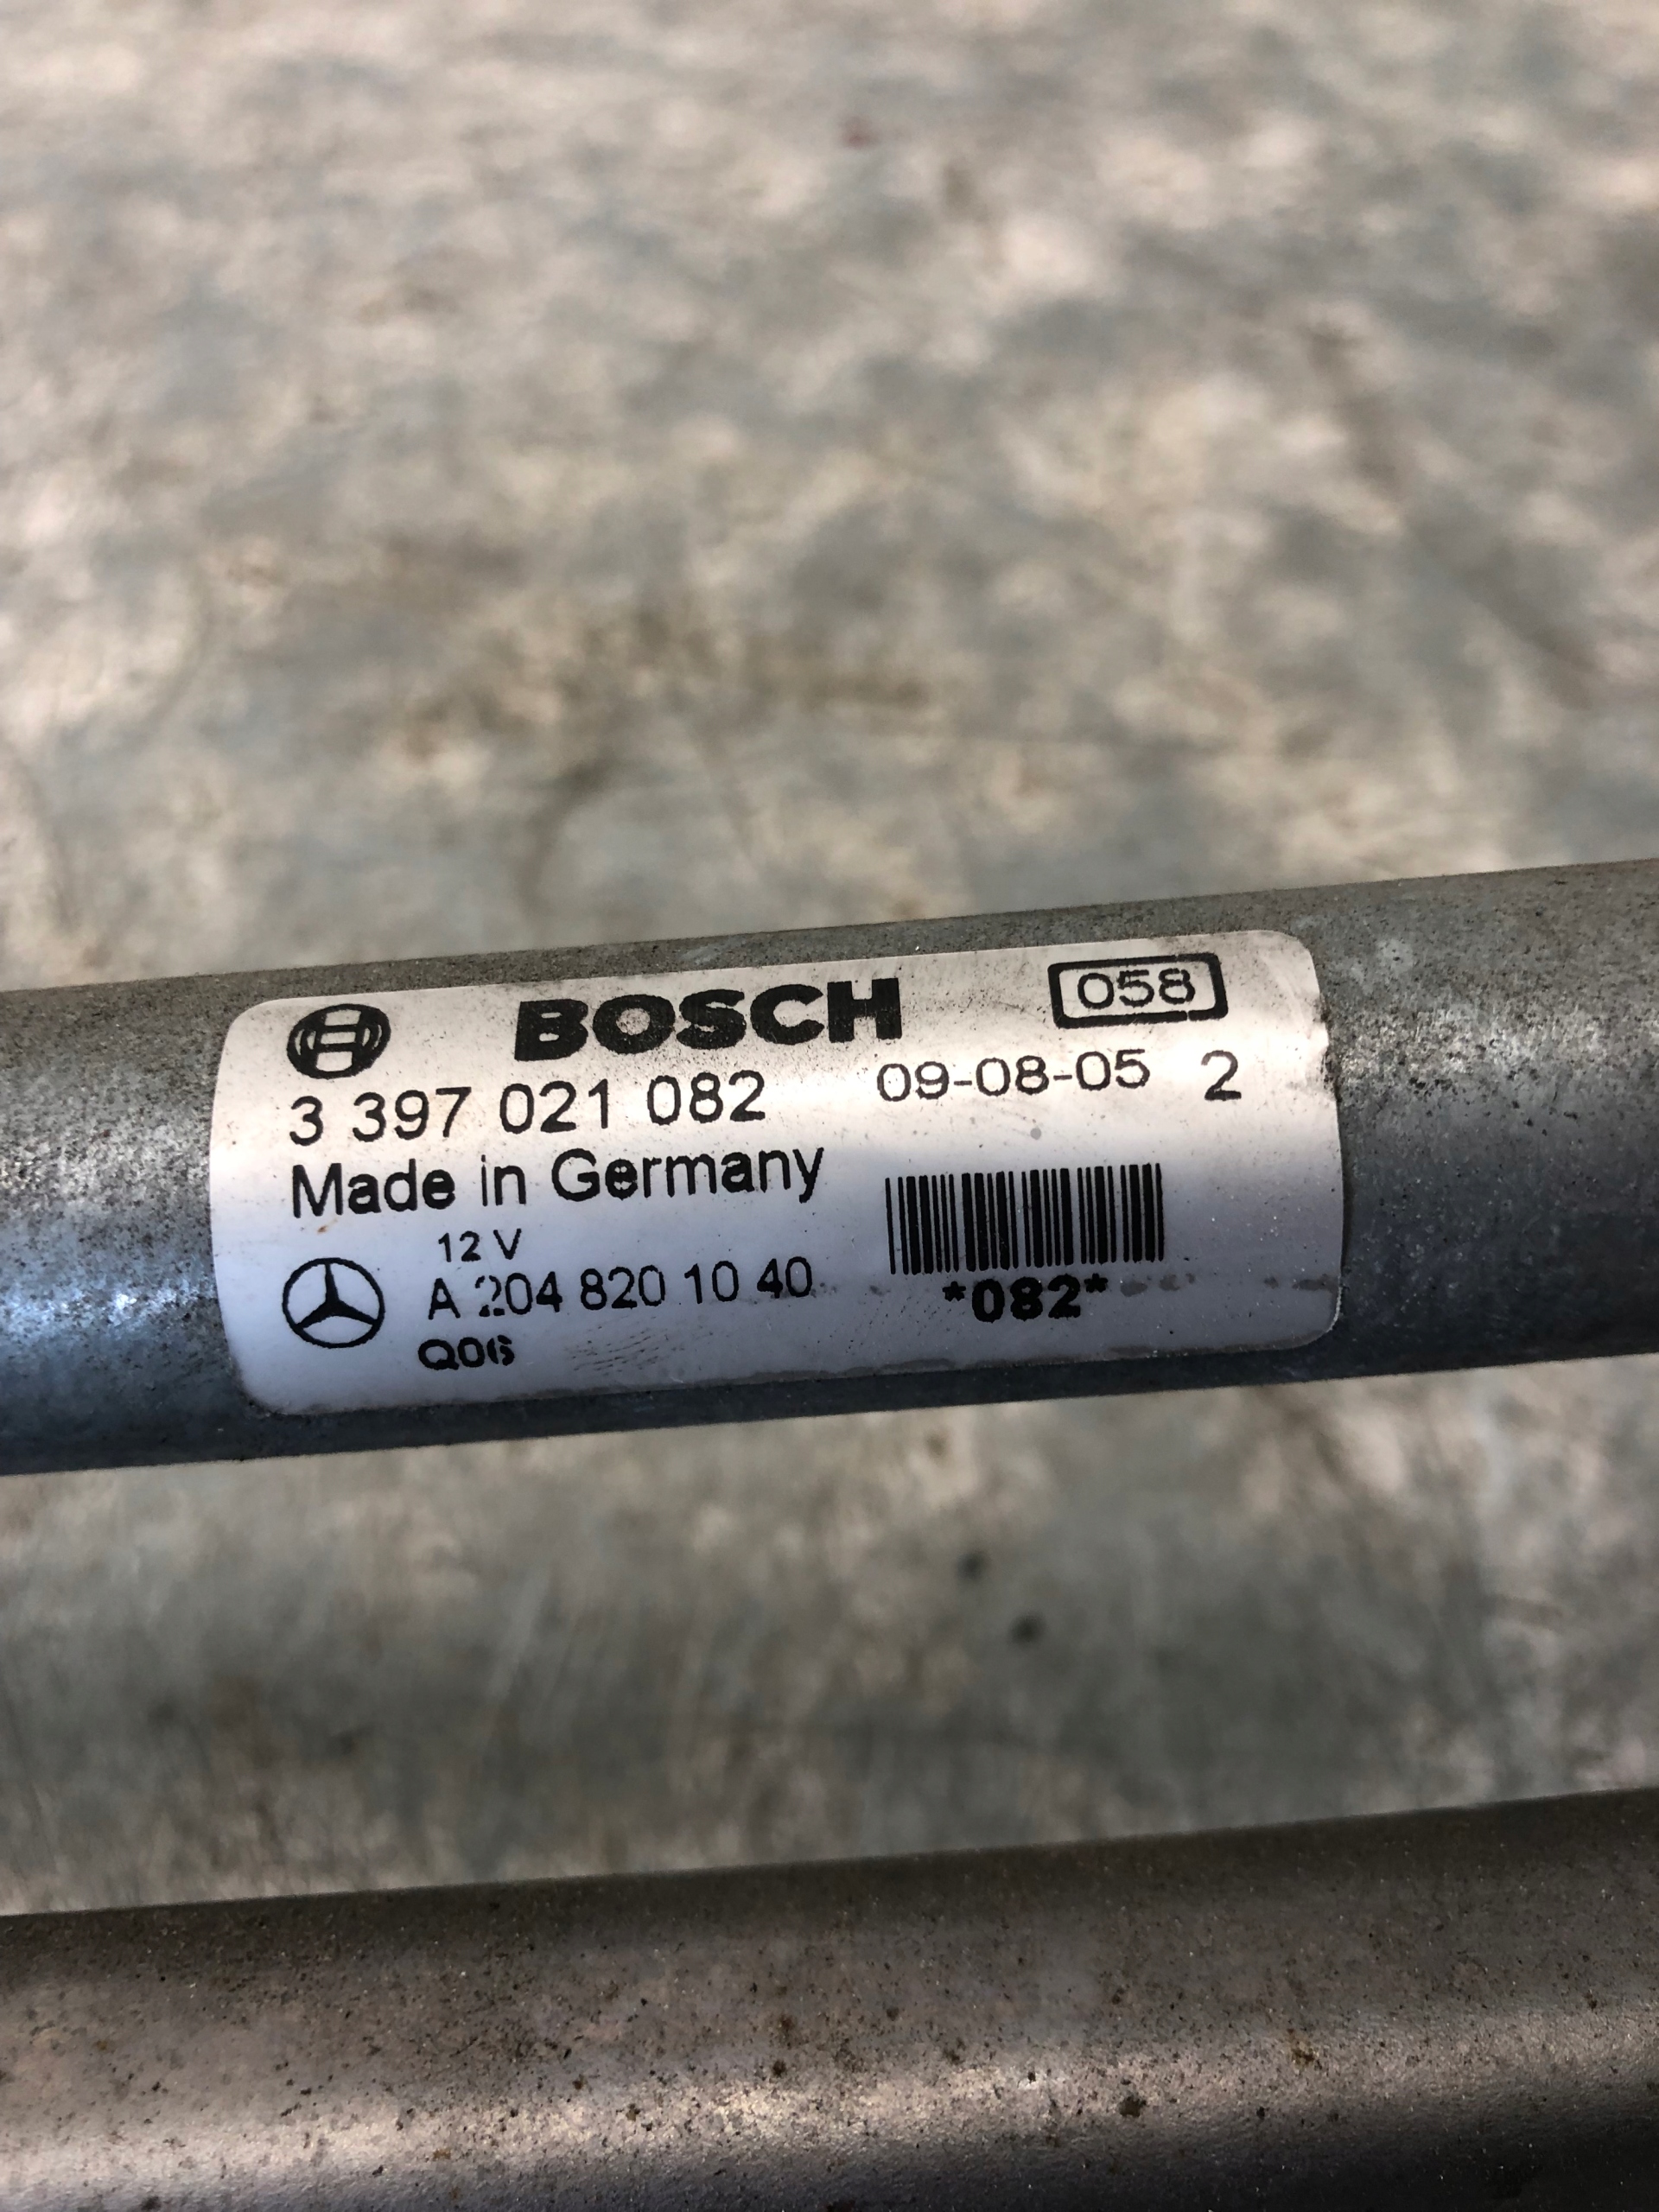 BOSCH 058
3 397 021 082 09-08-05 2
Made in Germany
12 V
A 204 820 10 40
*082*
Q06